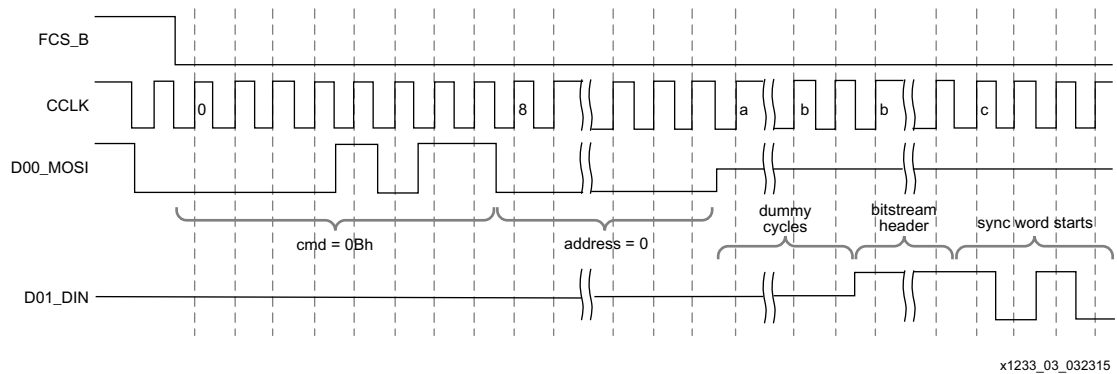 FCS_B
CCLK
0
8
a
b
b
c
D00_MOSI
cmd = 0Bh
address = 0
dummy
cycles
bitstream
header
sync word starts
D01_DIN
x1233_03_032315